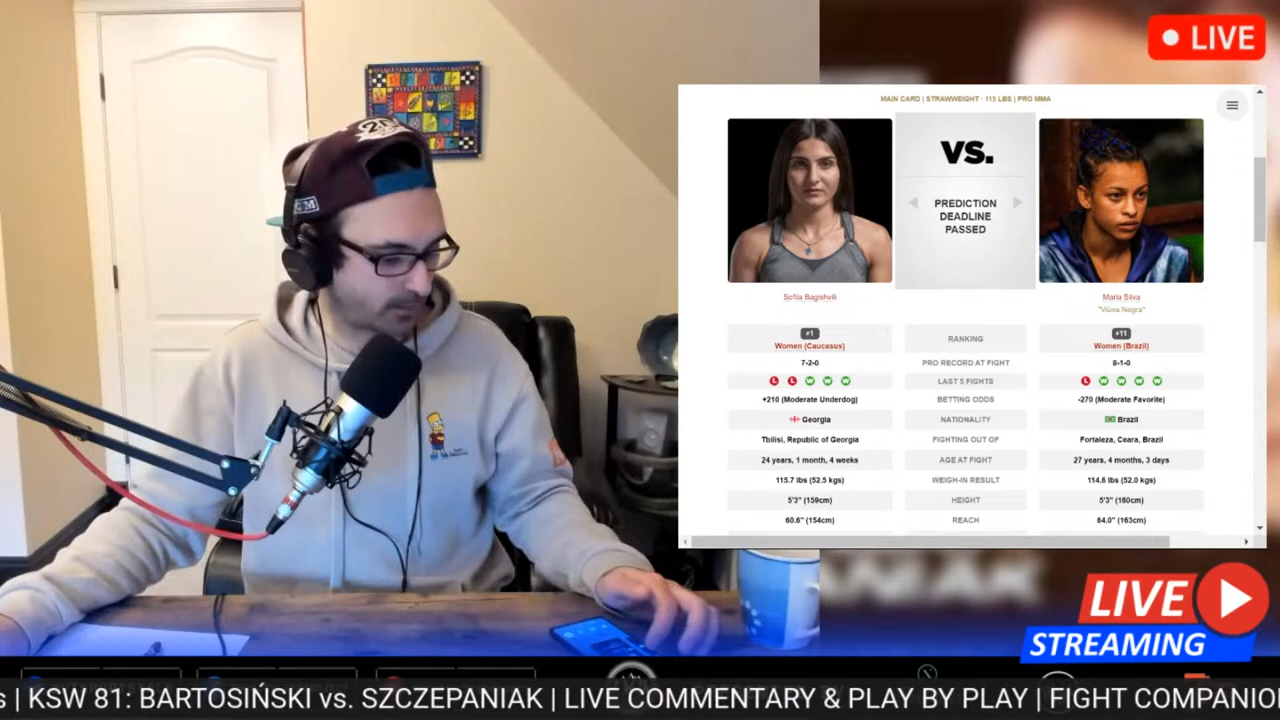 LIVE
MAIN CARD | STRAWWEIGHT · 115 LBS | PRO MMA
VS.
PREDICTION
DEADLINE
PASSED
Sofiia Bagishvili
Maria Silva
"Viúva Negra"
#1
RANKING
#11
Women (Caucasus)
Women (Brazil)
7-2-0
PRO RECORD AT FIGHT
8-1-0
L L W W W
LAST 5 FIGHTS
L W W W W
+210 (Moderate Underdog)
BETTING ODDS
-270 (Moderate Favorite)
Georgia
NATIONALITY
Brazil
Tbilisi, Republic of Georgia
FIGHTING OUT OF
Fortaleza, Ceara, Brazil
24 years, 1 month, 4 weeks
AGE AT FIGHT
27 years, 4 months, 3 days
115.7 lbs (52.5 kgs)
WEIGH-IN RESULT
114.6 lbs (52.0 kgs)
5'3" (159cm)
HEIGHT
5'3" (160cm)
60.6" (154cm)
REACH
64.0" (163cm)
LIVE
STREAMING
s | KSW 81: BARTOSIŃSKI vs. SZCZEPANIAK | LIVE COMMENTARY & PLAY BY PLAY | FIGHT COMPANIO